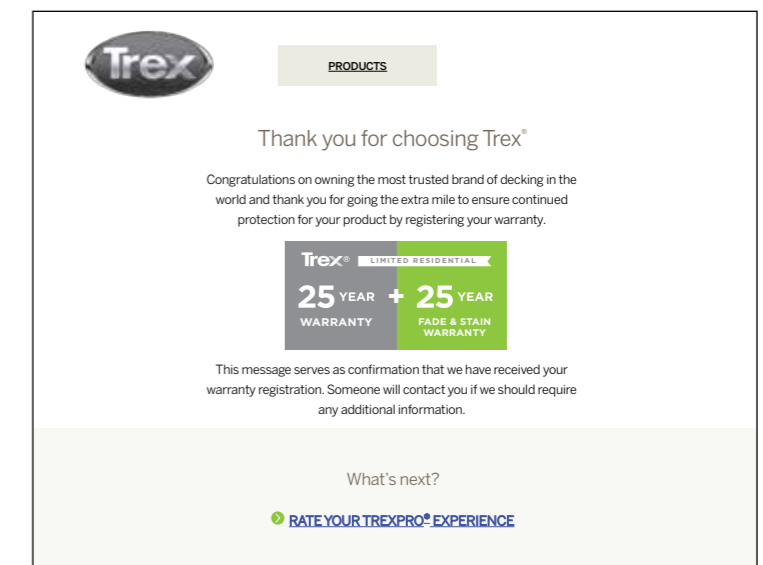 Trex
PRODUCTS
Thank you for choosing Trex®
Congratulations on owning the most trusted brand of decking in the
world and thank you for going the extra mile to ensure continued
protection for your product by registering your warranty.
Trex® LIMITED RESIDENTIAL
25 YEAR + 25 YEAR
WARRANTY FADE & STAIN
WARRANTY
This message serves as confirmation that we have received your
warranty registration. Someone will contact you if we should require
any additional information.
What's next?
RATE YOUR TREXPRO® EXPERIENCE